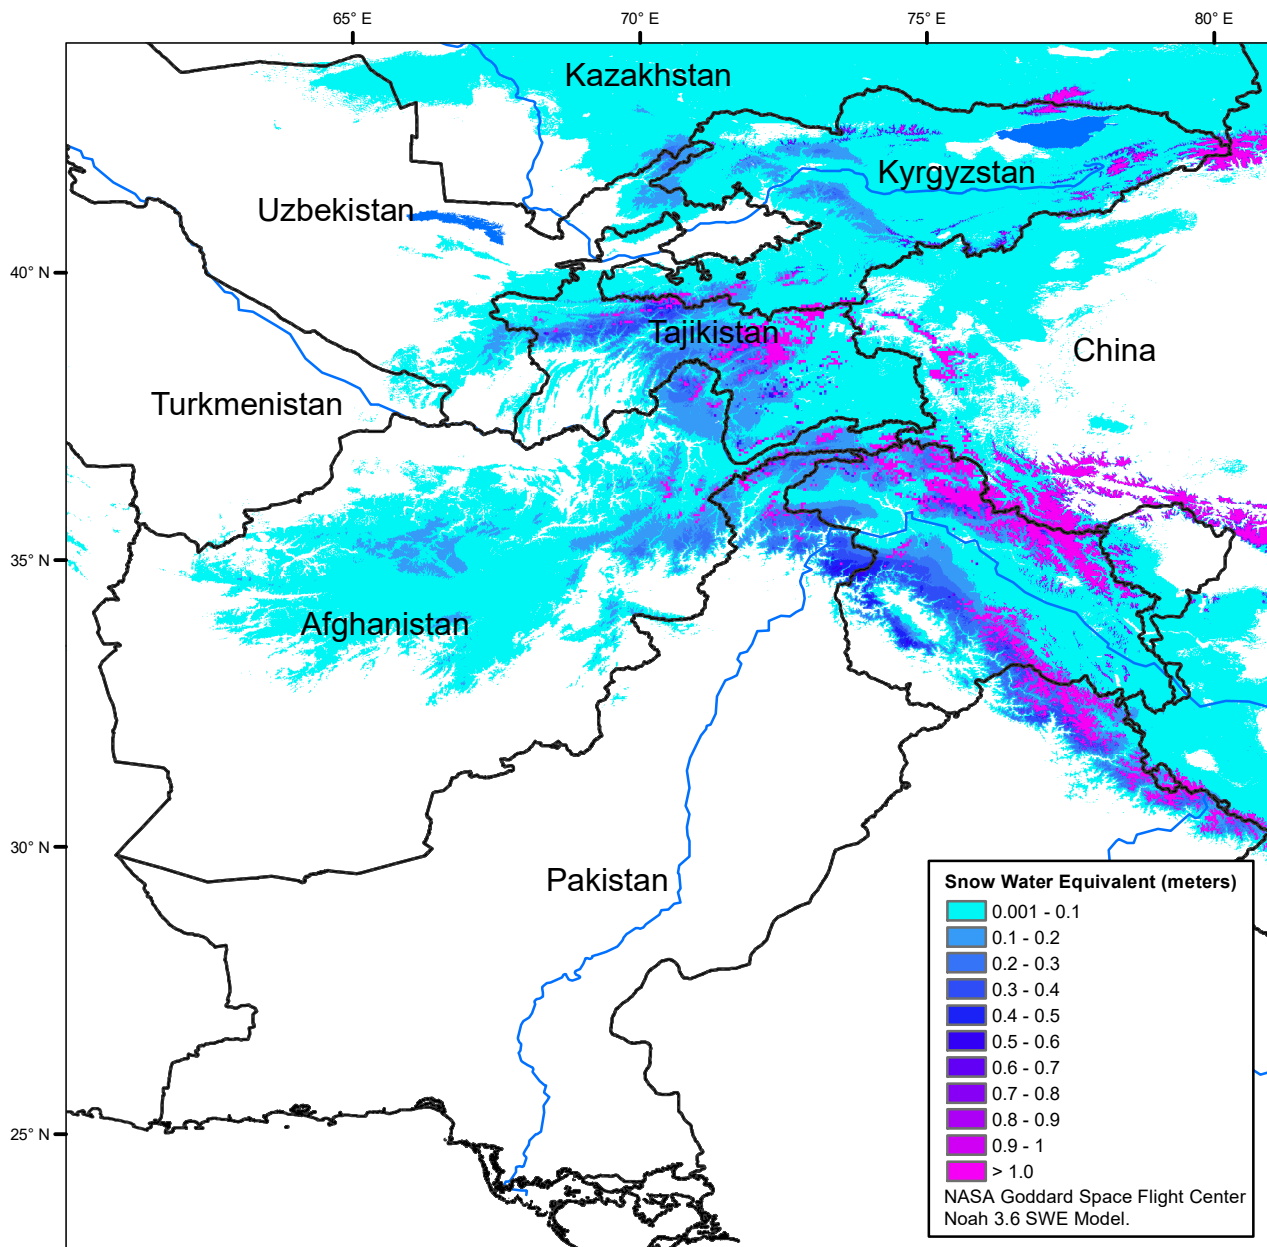 65° E
70° E
75° E
80° E
Kazakhstan
Kyrgyzstan
Uzbekistan
40° N
Tajikistan
China
Turkmenistan
35° N
Afghanistan
30° N
Pakistan
25° N
Snow Water Equivalent (meters)
0.001 - 0.1
0.1 - 0.2
0.2 - 0.3
0.3 - 0.4
0.4 - 0.5
0.5 - 0.6
0.6 - 0.7
0.7 - 0.8
0.8 - 0.9
0.9 - 1
> 1.0
NASA Goddard Space Flight Center
Noah 3.6 SWE Model.